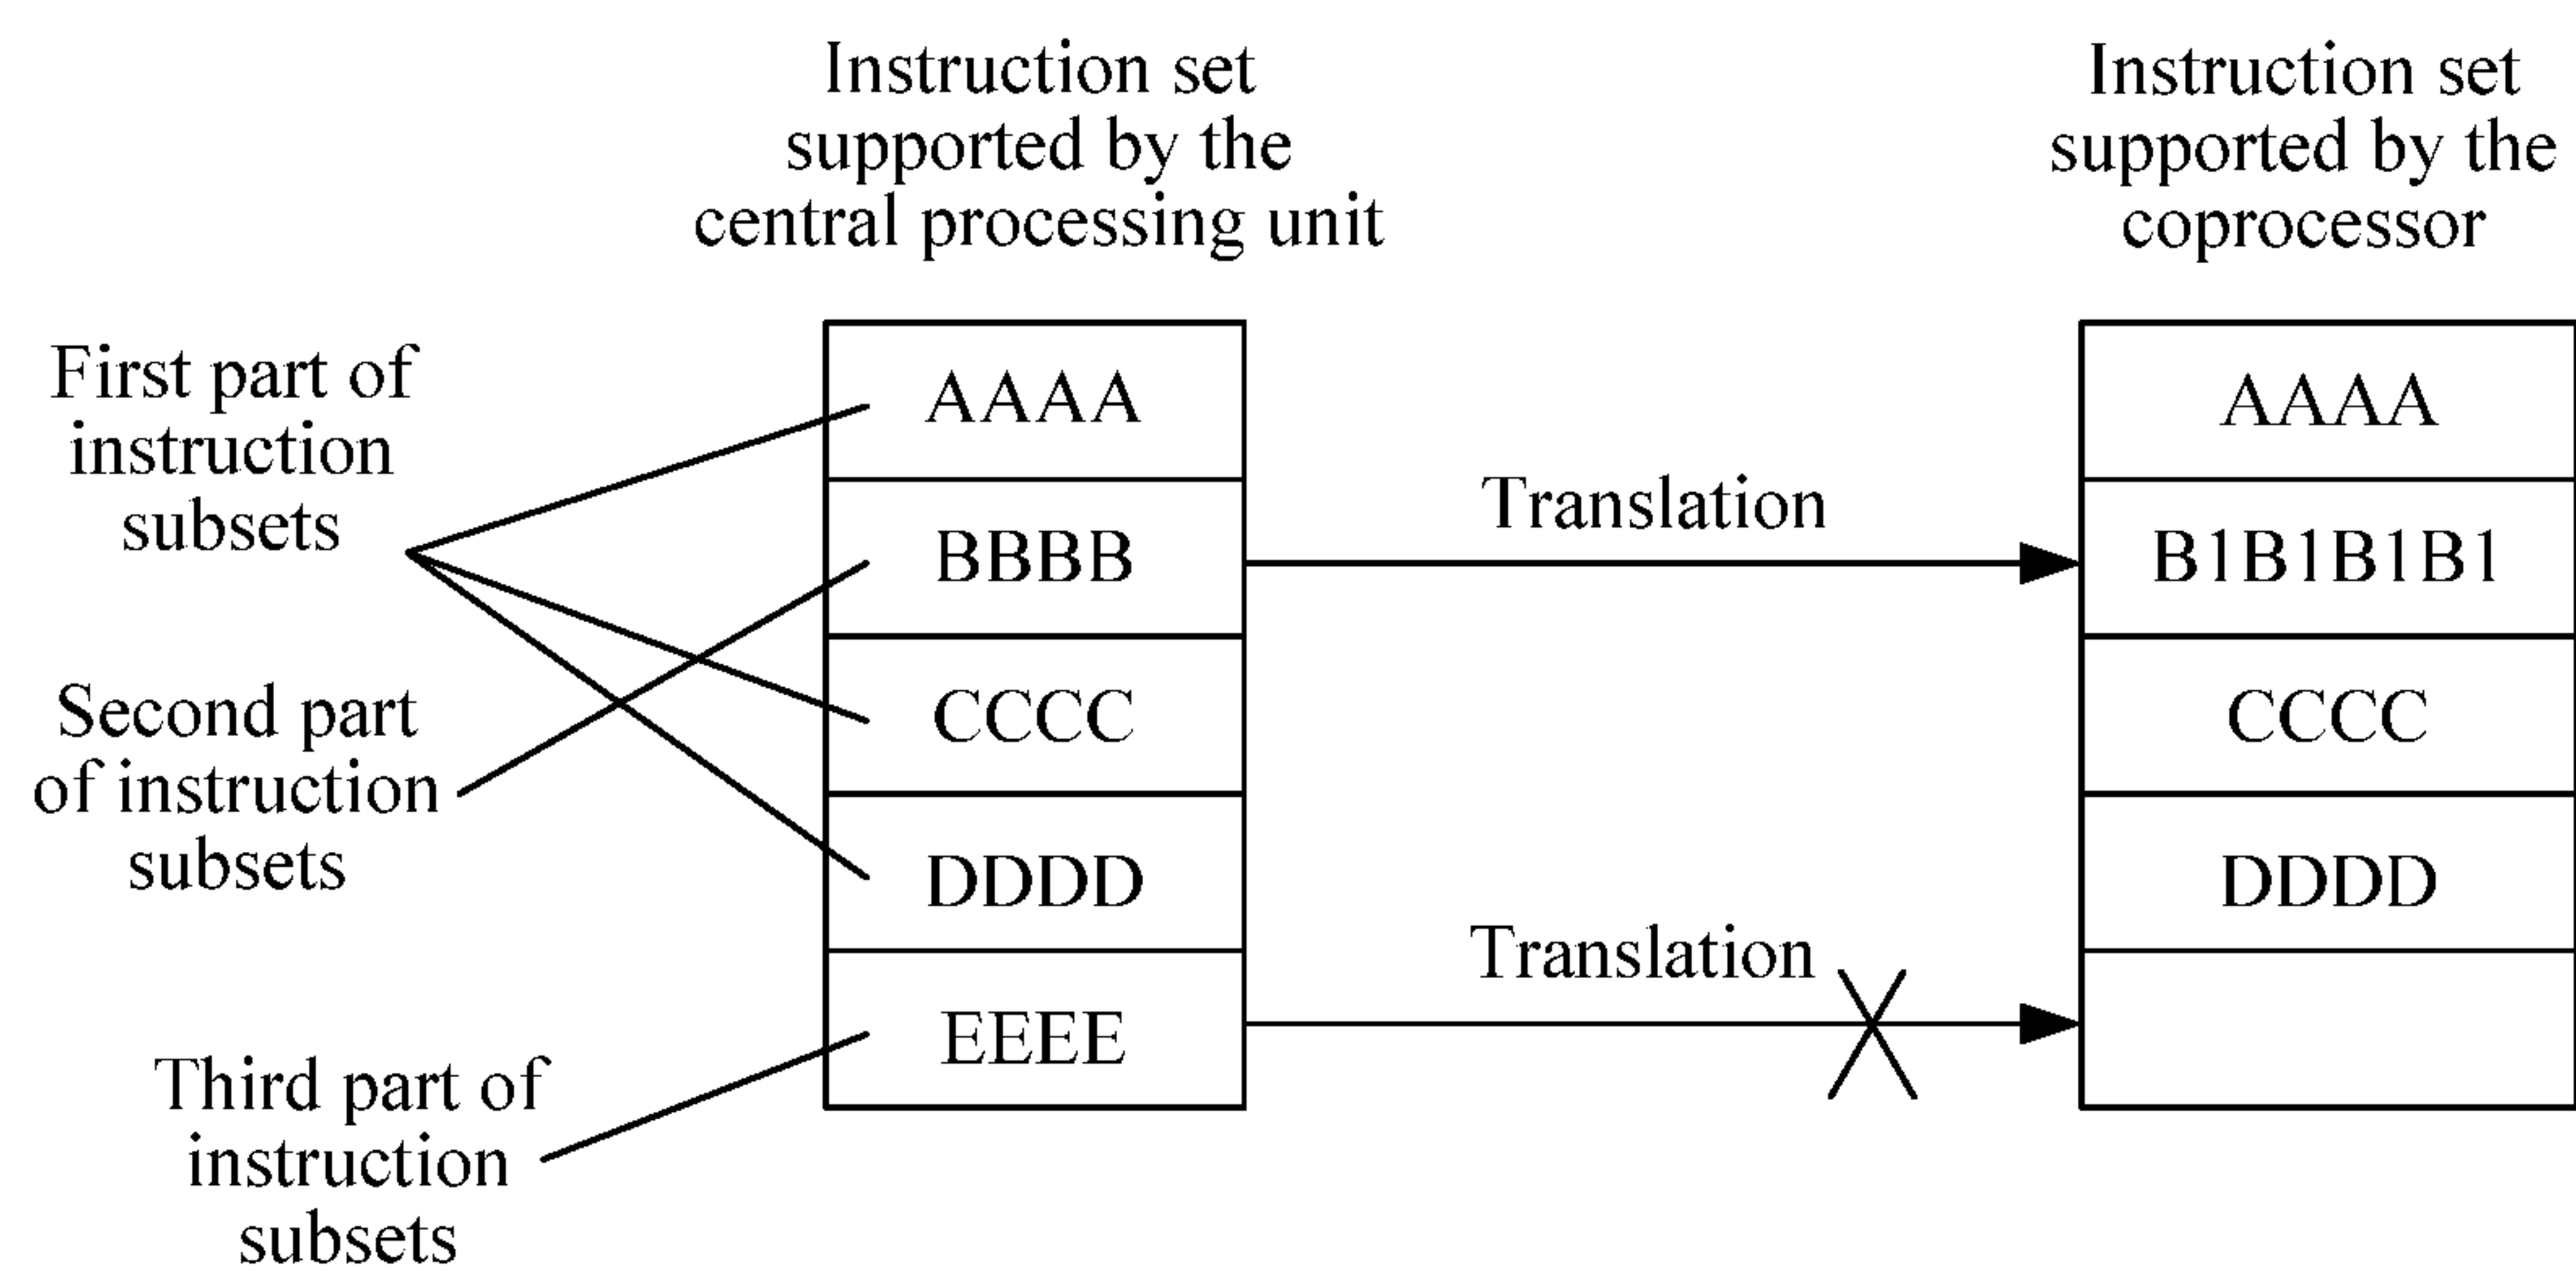 Instruction set
supported by the
central processing unit
Instruction set
supported by the
coprocessor
First part of
instruction
subsets
Second part
of instruction
subsets
Third part of
instruction
subsets
AAAA
BBBB
CCCC
DDDD
EEEE
Translation
Translation
AAAA
B1B1B1B1
CCCC
DDDD